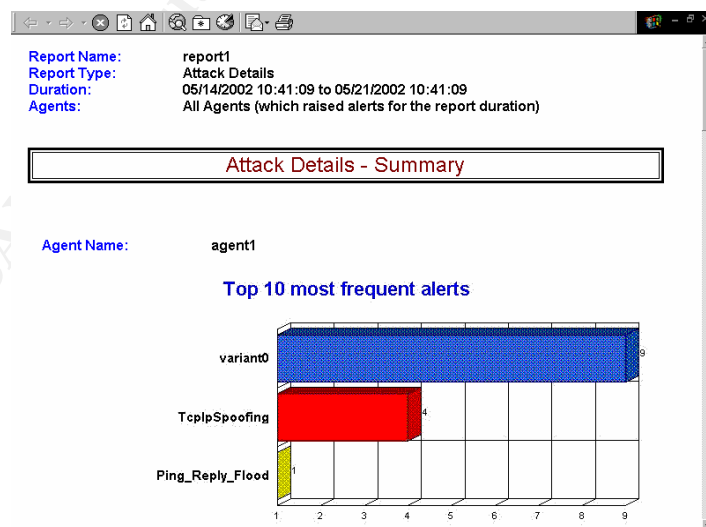 Report Name: report1
Report Type: Attack Details
Duration: 05/14/2002 10:41:09 to 05/21/2002 10:41:09
Agents: All Agents (which raised alerts for the report duration)
Attack Details - Summary
Agent Name: agent1
Top 10 most frequent alerts
variant0 9
TcpIpSpoofing 4
Ping_Reply_Flood 1
1 2 3 4 5 6 7 8 9